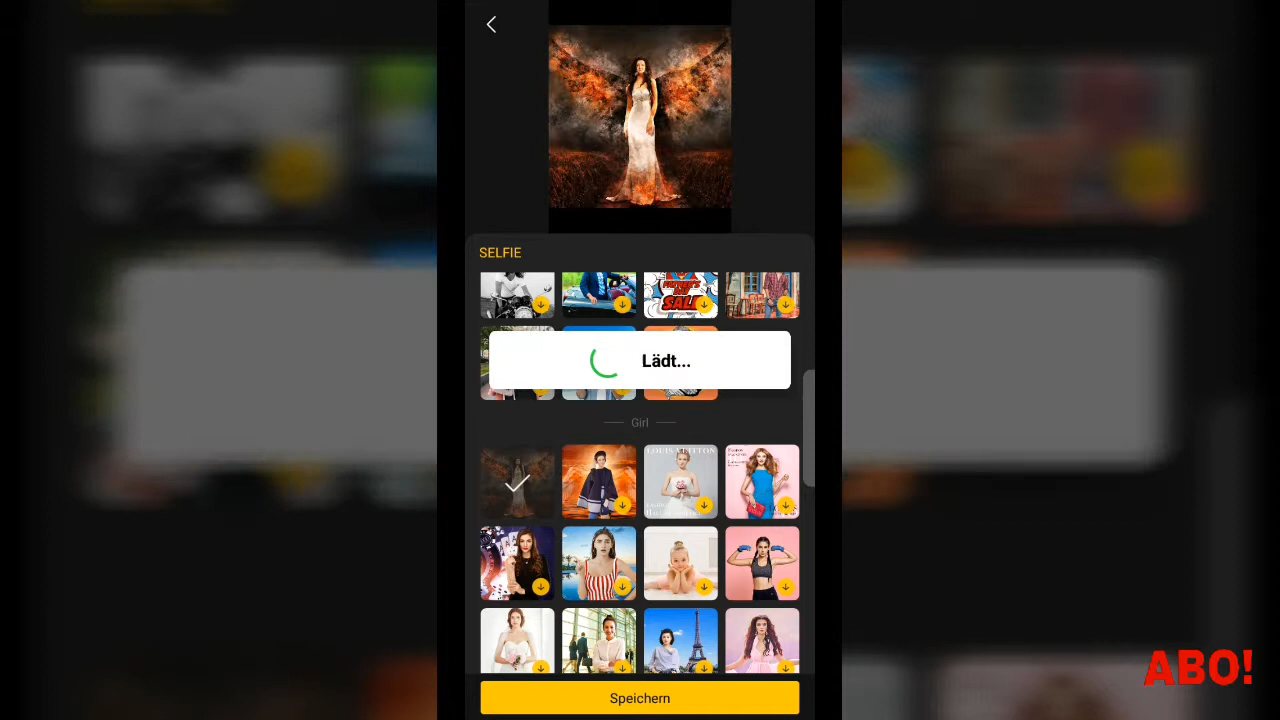 SELFIE
SALE
Lädt...
Girl
LOUIS VUITTON
Speichern
ABO!